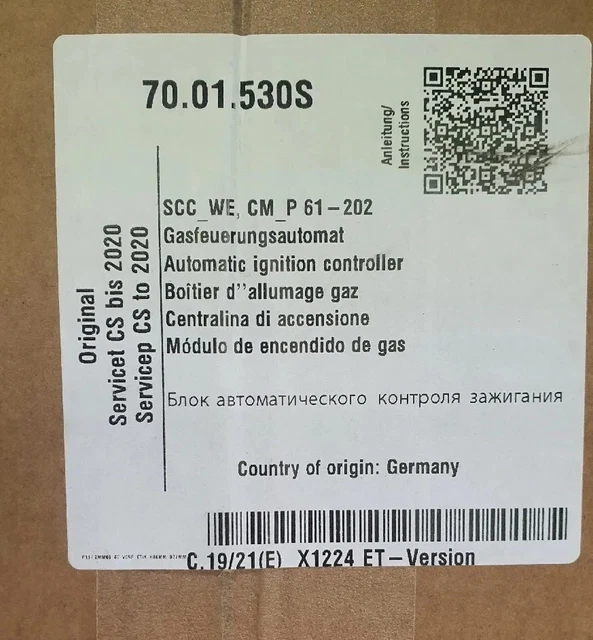 70.01.530S
Anleitung/
Instructions
Original
Servicet CS bis 2020
Servicep CS to 2020
SCC_WE, CM_P 61-202
Gasfeuerungsautomat
Automatic ignition controller
Boîtier d''allumage gaz
Centralina di accensione
Módulo de encendido de gas
Блок автоматического контроля зажигания
Country of origin: Germany
C.19/21(E) X1224 ET-Version